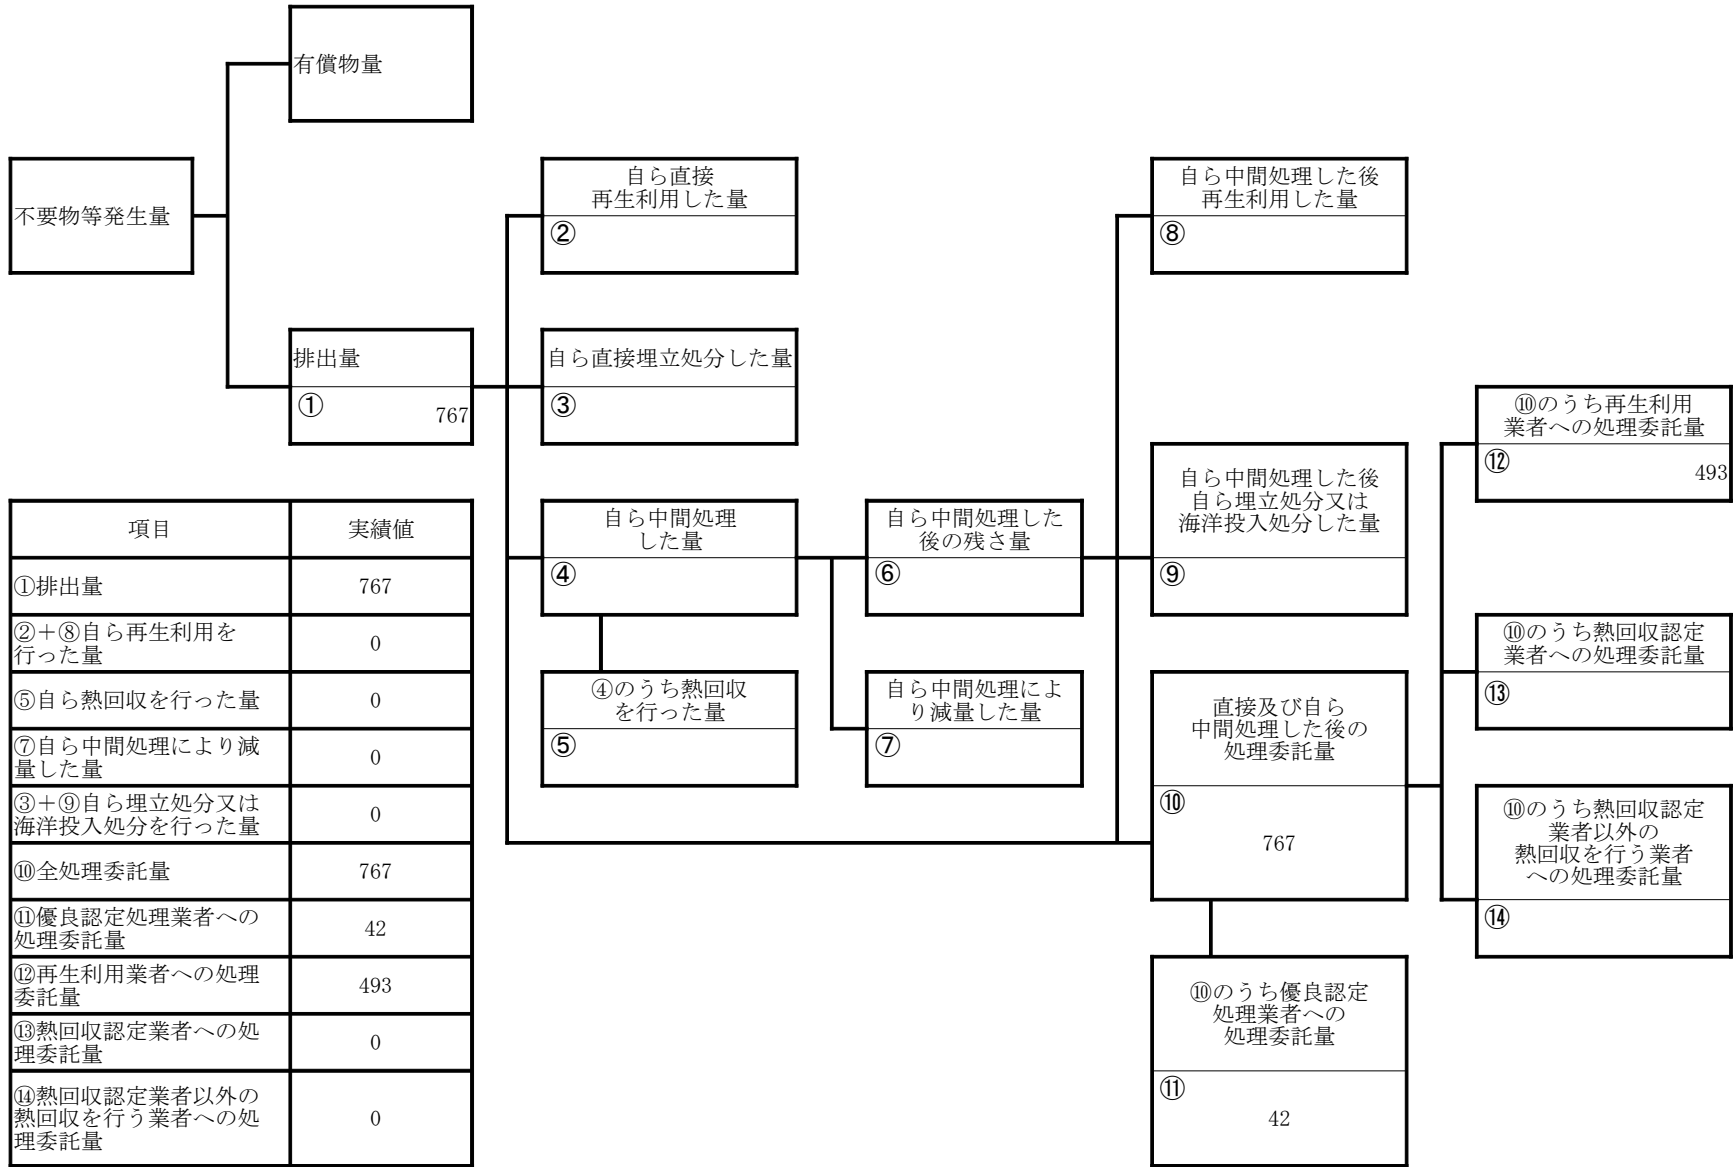 有償物量
不要物等発生量
自ら直接
再生利用した量
②
自ら中間処理した後
再生利用した量
⑧
排出量
① 767
自ら直接埋立処分した量
③
⑩のうち再生利用
業者への処理委託量
⑫ 493
自ら中間処理
した量
④
自ら中間処理した
後の残さ量
⑥
自ら中間処理した後
自ら埋立処分又は
海洋投入処分した量
⑨
⑩のうち熱回収認定
業者への処理委託量
⑬
④のうち熱回収
を行った量
⑤
自ら中間処理によ
り減量した量
⑦
直接及び自ら
中間処理した後の
処理委託量
⑩
767
⑩のうち熱回収認定
業者以外の
熱回収を行う業者
への処理委託量
⑭
⑩のうち優良認定
処理業者への
処理委託量
⑪
42
項目 実績値
①排出量 767
②＋⑧自ら再生利用を
行った量 0
⑤自ら熱回収を行った量 0
⑦自ら中間処理により減
量した量 0
③＋⑨自ら埋立処分又は
海洋投入処分を行った量 0
⑩全処理委託量 767
⑪優良認定処理業者への
処理委託量 42
⑫再生利用業者への処理
委託量 493
⑬熱回収認定業者への処
理委託量 0
⑭熱回収認定業者以外の
熱回収を行う業者への処
理委託量 0